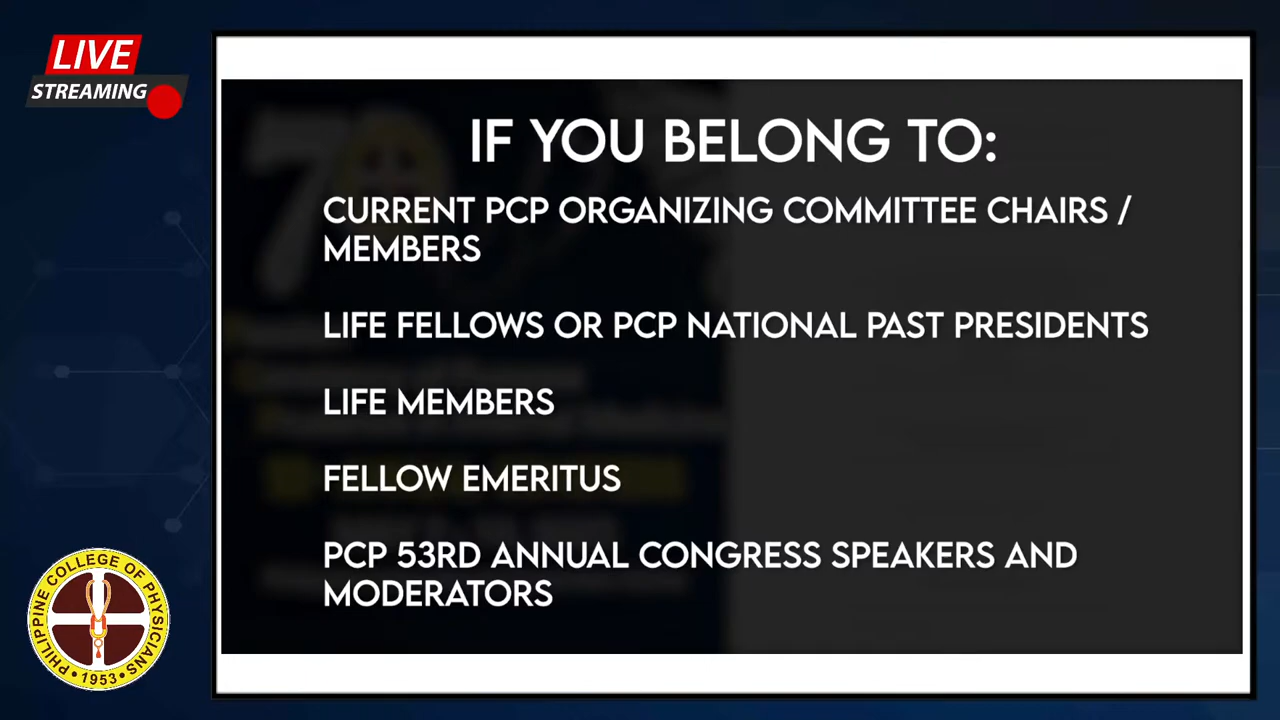 LIVE
STREAMING
IF YOU BELONG TO:
CURRENT PCP ORGANIZING COMMITTEE CHAIRS /
MEMBERS
LIFE FELLOWS OR PCP NATIONAL PAST PRESIDENTS
LIFE MEMBERS
FELLOW EMERITUS
PCP 53RD ANNUAL CONGRESS SPEAKERS AND
MODERATORS
PHILIPPINE COLLEGE OF PHYSICIANS
• 1953 •